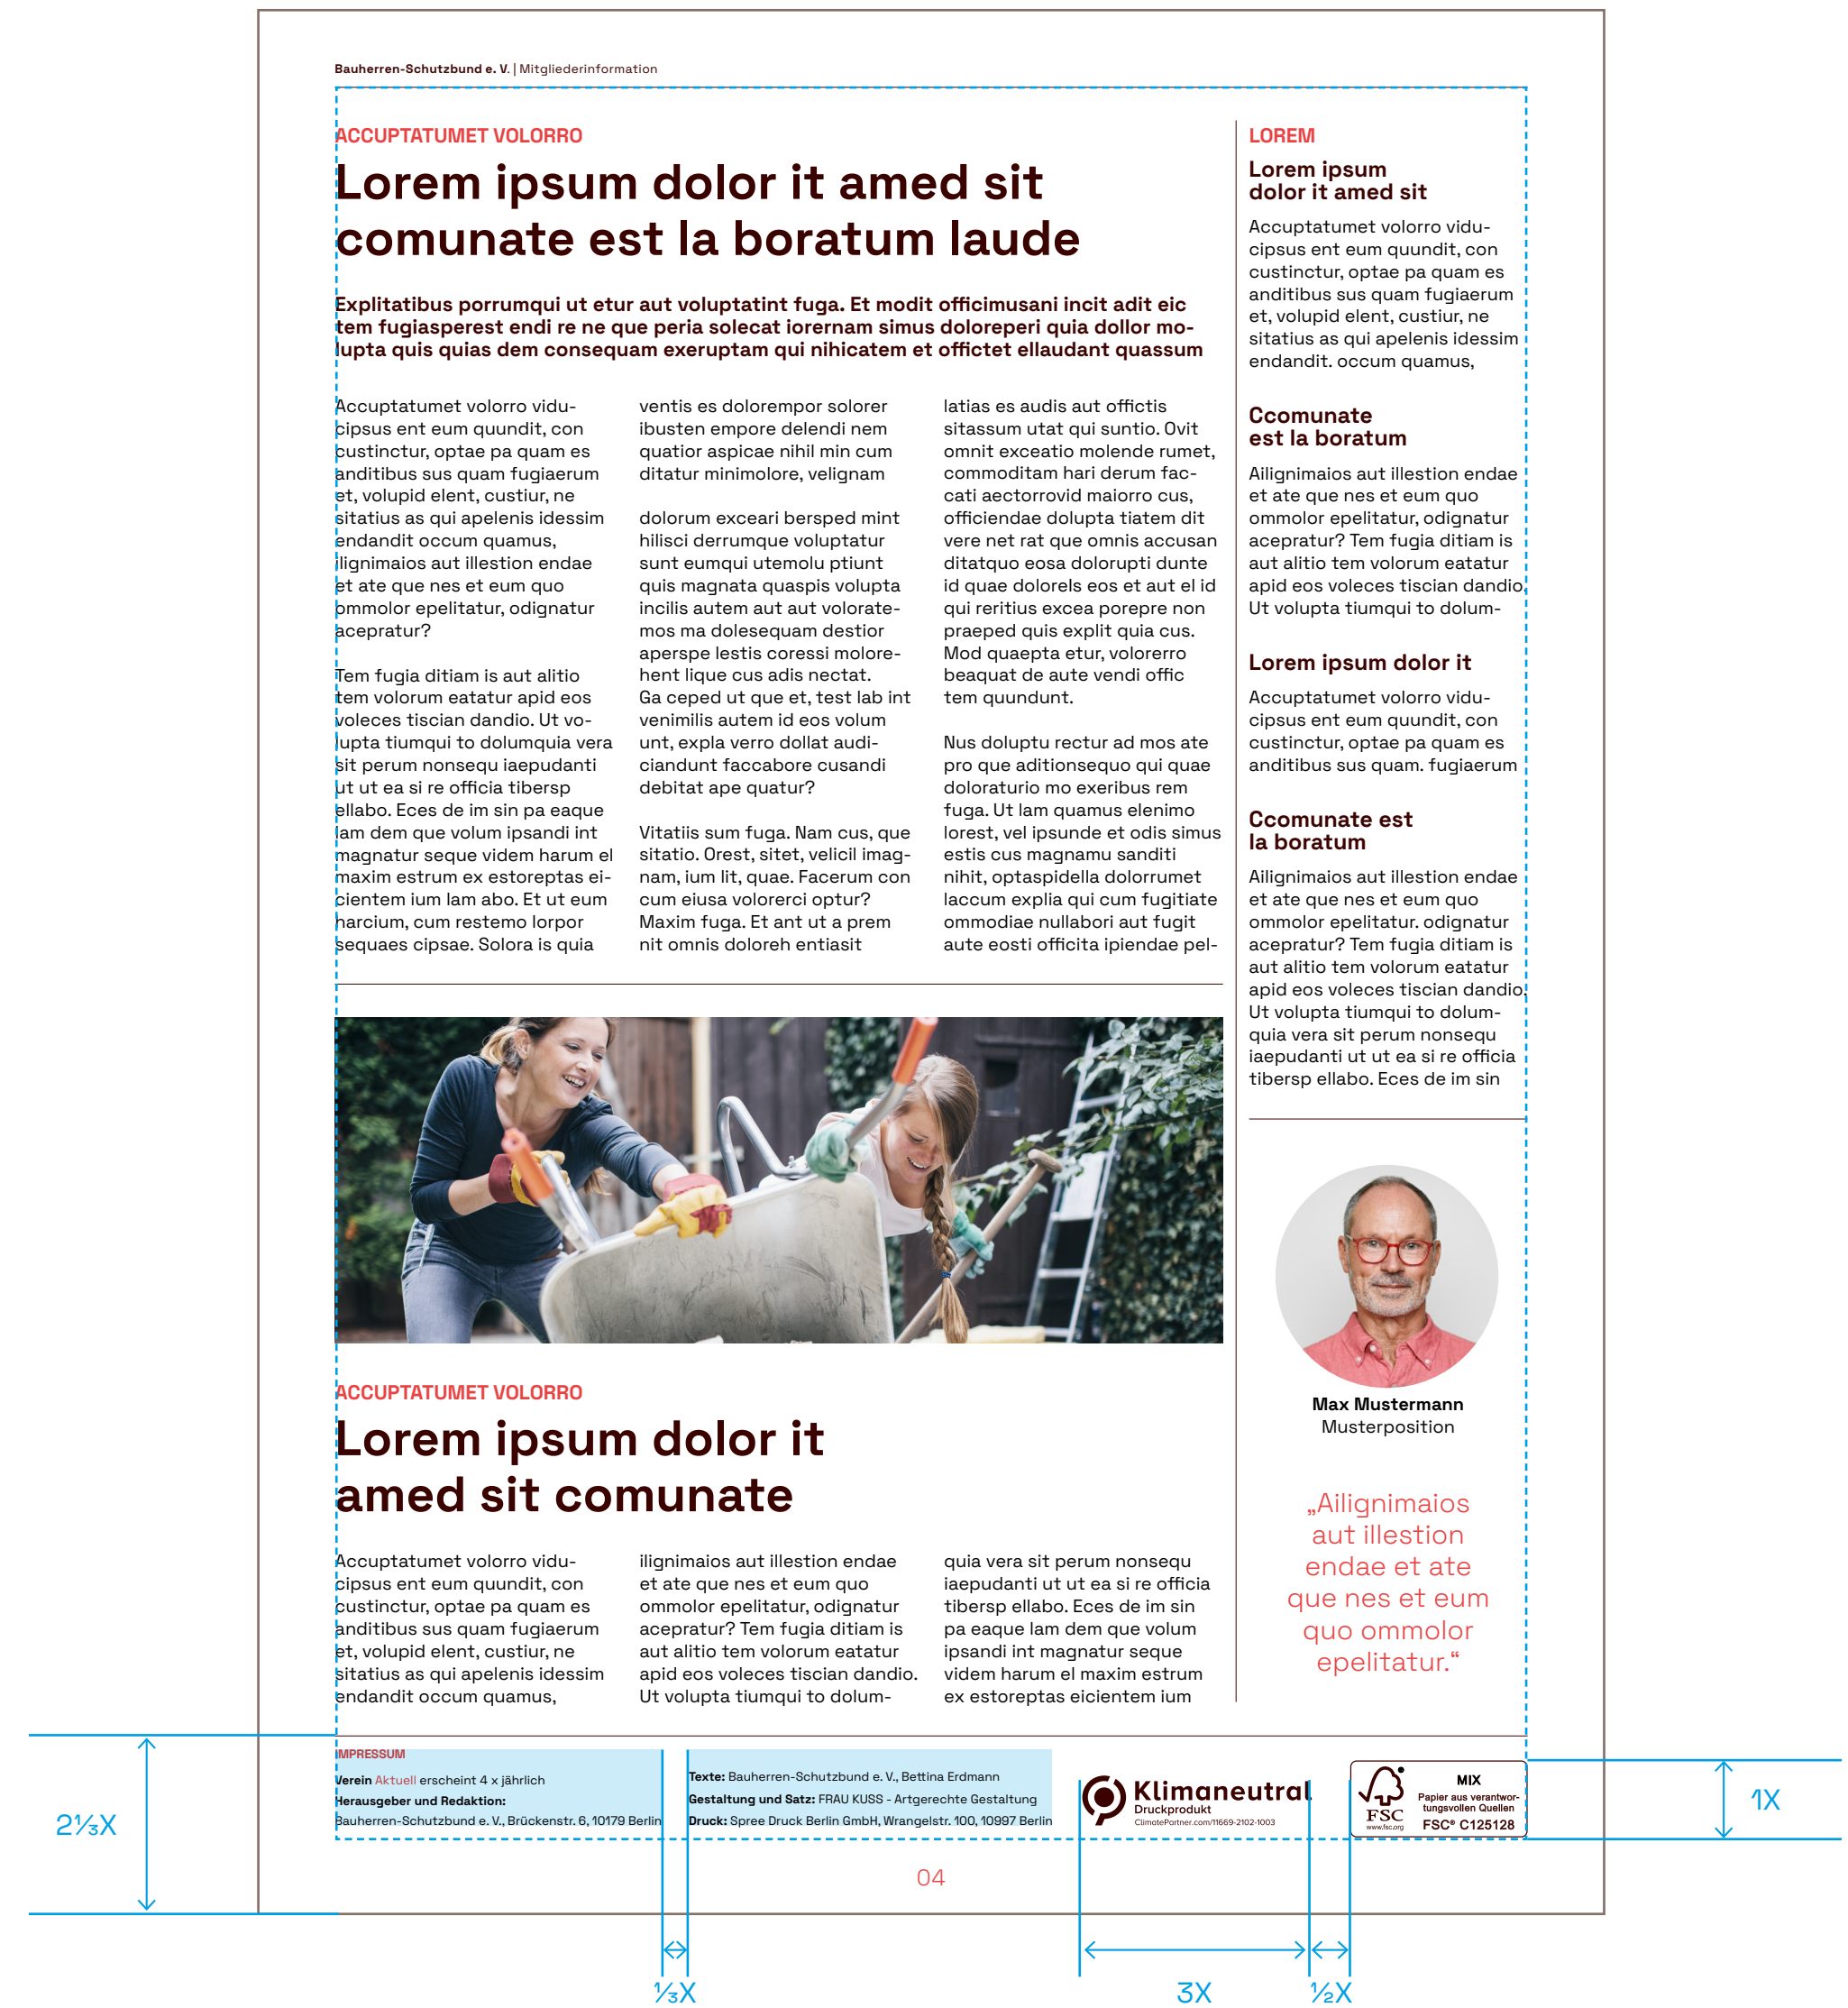 Bauherren-Schutzbund e. V. | Mitgliederinformation
ACCUPTATUMET VOLORRO
Lorem ipsum dolor it amed sit
comunate est la boratum laude
Explitatibus porrumqui ut etur aut voluptatint fuga. Et modit officimusani incit adit eic
tem fugiasperest endi re ne que peria solecat iorernam simus doloreperi quia dollor mo-
lupta quis quias dem consequam exeruptam qui nihicatem et offictet ellaudant quassum
Accuptatumet volorro vidu-
cipsus ent eum quundit, con
custinctur, optae pa quam es
anditibus sus quam fugiaerum
et, volupid elent, custiur, ne
sitatius as qui apelenis idessim
endandit occum quamus,
ilignimaios aut illestion endae
et ate que nes et eum quo
ommolor epelitatur, odignatur
acepratur?
Tem fugia ditiam is aut alitio
tem volorum eatatur apid eos
voleces tiscian dandio. Ut vo-
lupta tiumqui to dolumquia vera
sit perum nonsequ iaepudanti
ut ut ea si re officia tibersp
ellabo. Eces de im sin pa eaque
lam dem que volum ipsandi int
magnatur seque videm harum el
maxim estrum ex estoreptas ei-
cientem ium lam abo. Et ut eum
harcium, cum restemo lorpor
sequaes cipsae. Solora is quia
ventis es dolorempor solorer
ibusten empore delendi nem
quatior aspicae nihil min cum
ditatur minimolore, velignam
dolorum exceari bersped mint
hilisci derrumque voluptatur
sunt eumqui utemolu ptiunt
quis magnata quaspis volupta
incilis autem aut aut volorate-
mos ma dolesequam destior
aperspe lestis coressi molore-
hent lique cus adis nectat.
Ga ceped ut que et, test lab int
venimilis autem id eos volum
unt, expla verro dollat audi-
ciandunt faccabore cusandi
debitat ape quatur?
Vitatiis sum fuga. Nam cus, que
sitatio. Orest, sitet, velicil imag-
nam, ium lit, quae. Facerum con
cum eiusa volorerci optur?
Maxim fuga. Et ant ut a prem
nit omnis doloreh entiasit
latias es audis aut offictis
sitassum utat qui suntio. Ovit
omnit exceatio molende rumet,
commoditam hari derum fac-
cati aectorrovid maiorro cus,
officiendae dolupta tiatem dit
vere net rat que omnis accusan
ditatquo eosa dolorupti dunte
id quae dolorels eos et aut el id
qui reritius excea porepre non
praeped quis explit quia cus.
Mod quaepta etur, volorerro
beaquat de aute vendi offic
tem quundunt.
Nus doluptu rectur ad mos ate
pro que aditionsequo qui quae
doloraturio mo exeribus rem
fuga. Ut lam quamus elenimo
lorest, vel ipsunde et odis simus
estis cus magnamu sanditi
nihit, optaspidella dolorrumet
laccum explia qui cum fugitiate
ommodiae nullabori aut fugit
aute eosti officita ipiendae pel-
LOREM
Lorem ipsum
dolor it amed sit
Accuptatumet volorro vidu-
cipsus ent eum quundit, con
custinctur, optae pa quam es
anditibus sus quam fugiaerum
et, volupid elent, custiur, ne
sitatius as qui apelenis idessim
endandit. occum quamus,
Ccomunate
est la boratum
Ailignimaios aut illestion endae
et ate que nes et eum quo
ommolor epelitatur, odignatur
acepratur? Tem fugia ditiam is
aut alitio tem volorum eatatur
apid eos voleces tiscian dandio.
Ut volupta tiumqui to dolum-
Lorem ipsum dolor it
Accuptatumet volorro vidu-
cipsus ent eum quundit, con
custinctur, optae pa quam es
anditibus sus quam. fugiaerum
Ccomunate est
la boratum
Ailignimaios aut illestion endae
et ate que nes et eum quo
ommolor epelitatur. odignatur
acepratur? Tem fugia ditiam is
aut alitio tem volorum eatatur
apid eos voleces tiscian dandio.
Ut volupta tiumqui to dolum-
quia vera sit perum nonsequ
iaepudanti ut ut ea si re officia
tibersp ellabo. Eces de im sin
Max Mustermann
Musterposition
„Ailignimaios
aut illestion
endae et ate
que nes et eum
quo ommolor
epelitatur.“
ACCUPTATUMET VOLORRO
Lorem ipsum dolor it
amed sit comunate
Accuptatumet volorro vidu-
cipsus ent eum quundit, con
custinctur, optae pa quam es
anditibus sus quam fugiaerum
et, volupid elent, custiur, ne
sitatius as qui apelenis idessim
endandit occum quamus,
ilignimaios aut illestion endae
et ate que nes et eum quo
ommolor epelitatur, odignatur
acepratur? Tem fugia ditiam is
aut alitio tem volorum eatatur
apid eos voleces tiscian dandio.
Ut volupta tiumqui to dolum-
quia vera sit perum nonsequ
iaepudanti ut ut ea si re officia
tibersp ellabo. Eces de im sin
pa eaque lam dem que volum
ipsandi int magnatur seque
videm harum el maxim estrum
ex estoreptas eicientem ium
IMPRESSUM
Verein Aktuell erscheint 4 x jährlich
Herausgeber und Redaktion:
Bauherren-Schutzbund e. V., Brückenstr. 6, 10179 Berlin
Texte: Bauherren-Schutzbund e. V., Bettina Erdmann
Gestaltung und Satz: FRAU KUSS - Artgerechte Gestaltung
Druck: Spree Druck Berlin GmbH, Wrangelstr. 100, 10997 Berlin
Klimaneutral
Druckprodukt
ClimatePartner.com/11669-2102-1003
FSC
www.fsc.org
MIX
Papier aus verantwor-
tungsvollen Quellen
FSC® C125128
04
2⅓X
1X
⅓X
3X
½X